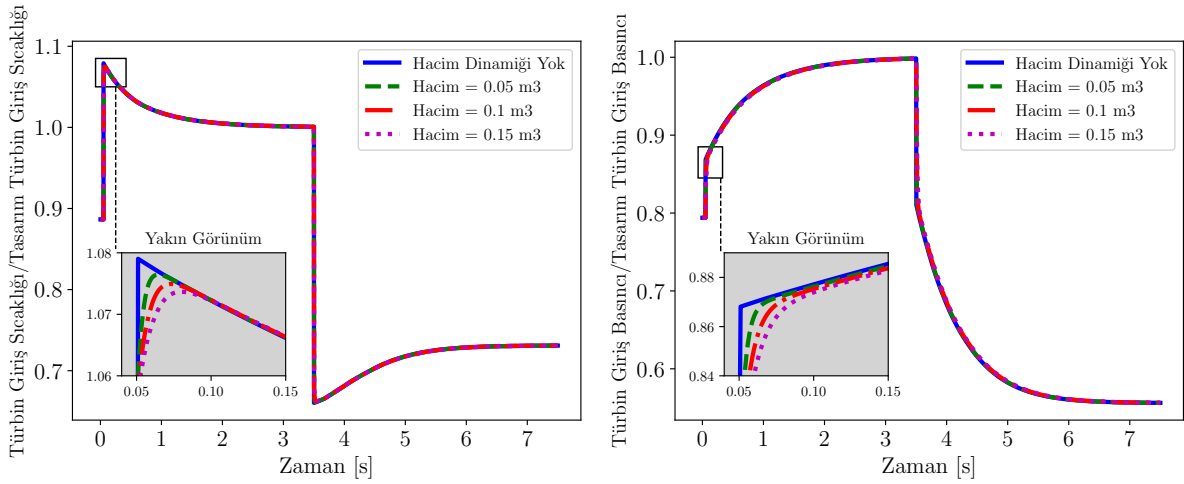 Türbin Giriş Sıcaklığı/Tasarım Türbin Giriş Sıcaklığı
1.1
1.0
0.9
0.8
0.7
Hacim Dinamiği Yok
Hacim = 0.05 m3
Hacim = 0.1 m3
Hacim = 0.15 m3
Yakın Görünüm
1.08
1.07
1.06
0.05
0.10
0.15
0
1
2
3
4
5
6
7
Zaman [s]
Türbin Giriş Basıncı/Tasarım Türbin Giriş Basıncı
1.0
0.9
0.8
0.7
0.6
Hacim Dinamiği Yok
Hacim = 0.05 m3
Hacim = 0.1 m3
Hacim = 0.15 m3
Yakın Görünüm
0.88
0.86
0.84
0.05
0.10
0.15
0
1
2
3
4
5
6
7
Zaman [s]